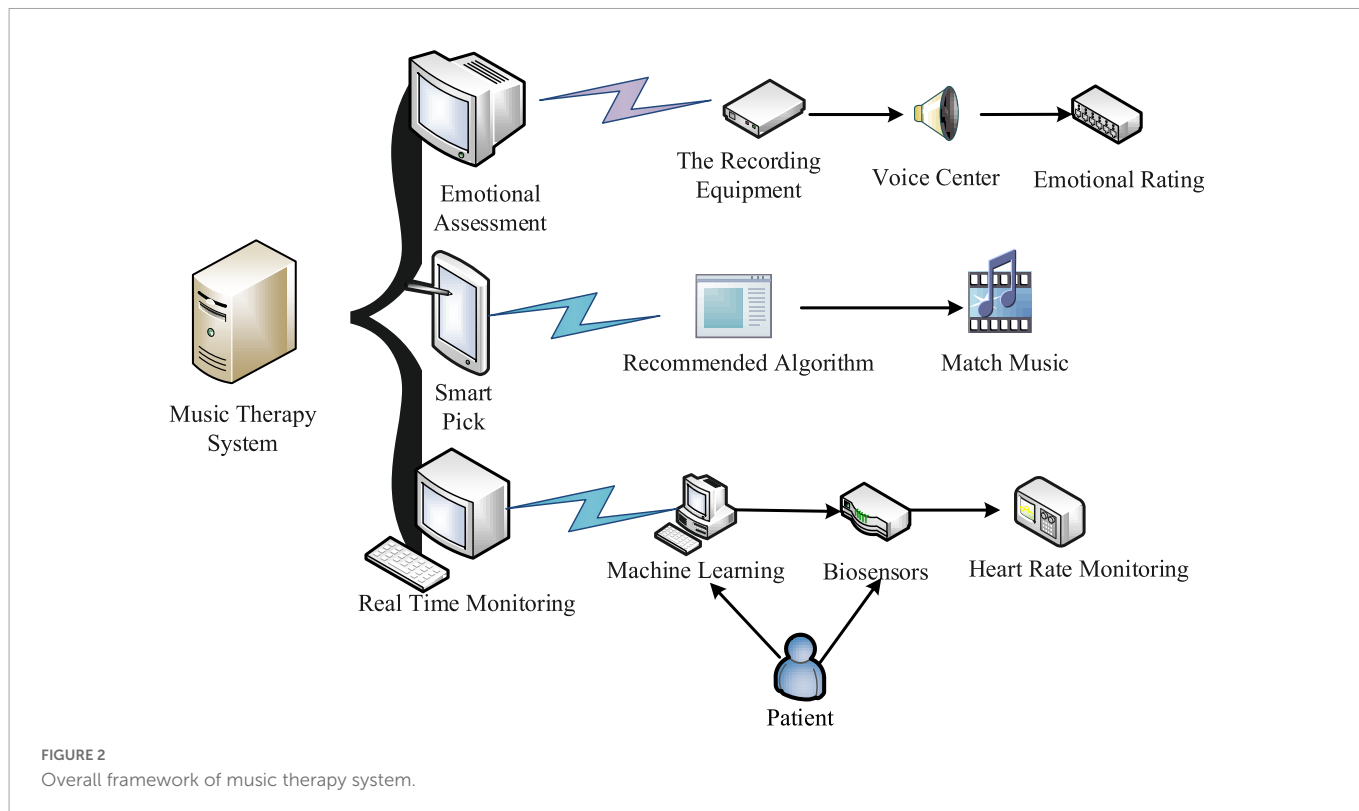 The Recording
Equipment
Voice Center
Emotional Rating
Emotional
Assessment
Music Therapy
System
Smart
Pick
Recommended Algorithm
Match Music
Real Time Monitoring
Machine Learning
Biosensors
Heart Rate Monitoring
Patient
FIGURE 2
Overall framework of music therapy system.